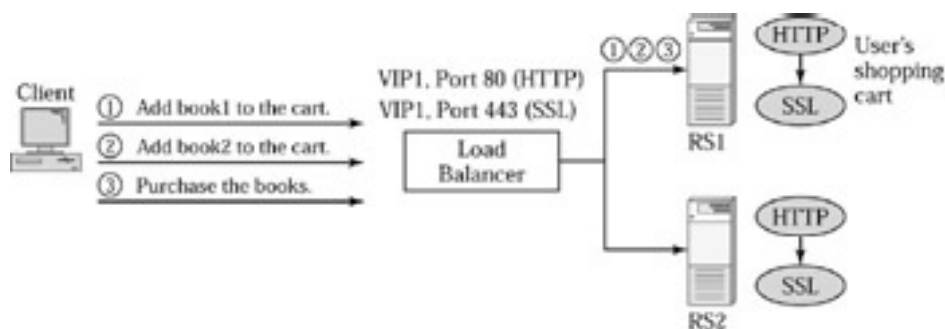 Client
① Add book1 to the cart.
② Add book2 to the cart.
③ Purchase the books.
VIP1, Port 80 (HTTP)
VIP1, Port 443 (SSL)
Load
Balancer
①②③
RS1
HTTP
SSL
User's
shopping
cart
RS2
HTTP
SSL